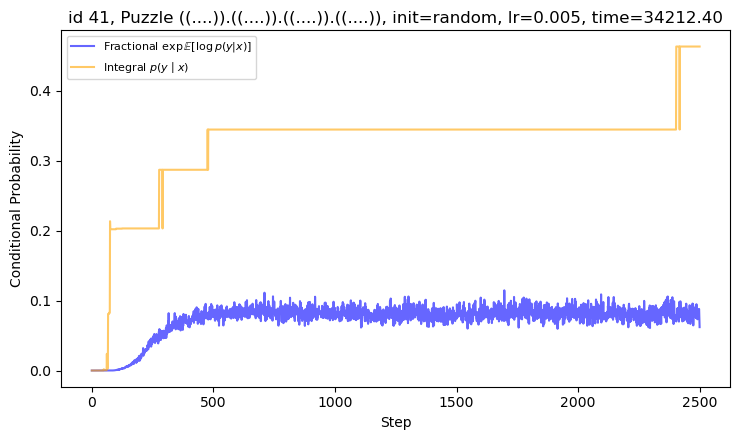 id 41, Puzzle ((....)).((....)).((....)).((....)), init=random, lr=0.005, time=34212.40
Fractional exp𝔼[log p(y|x)]
Integral p(y | x)
Conditional Probability
0.4
0.3
0.2
0.1
0.0
0 500 1000 1500 2000 2500
Step